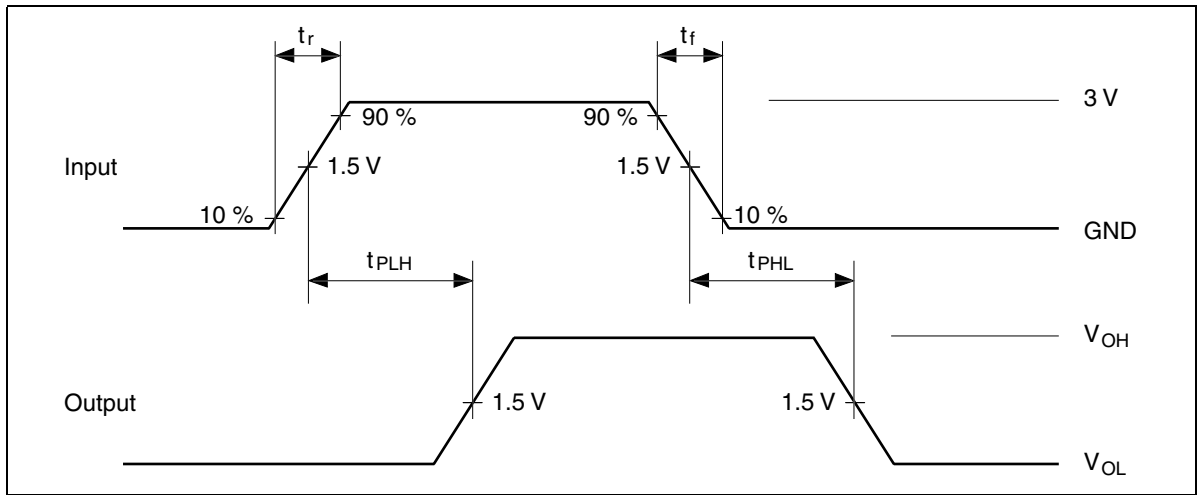 tr
tf
90 %
90 %
3 V
Input
1.5 V
1.5 V
10 %
10 %
GND
tPLH
tPHL
VOH
Output
1.5 V
1.5 V
VOL